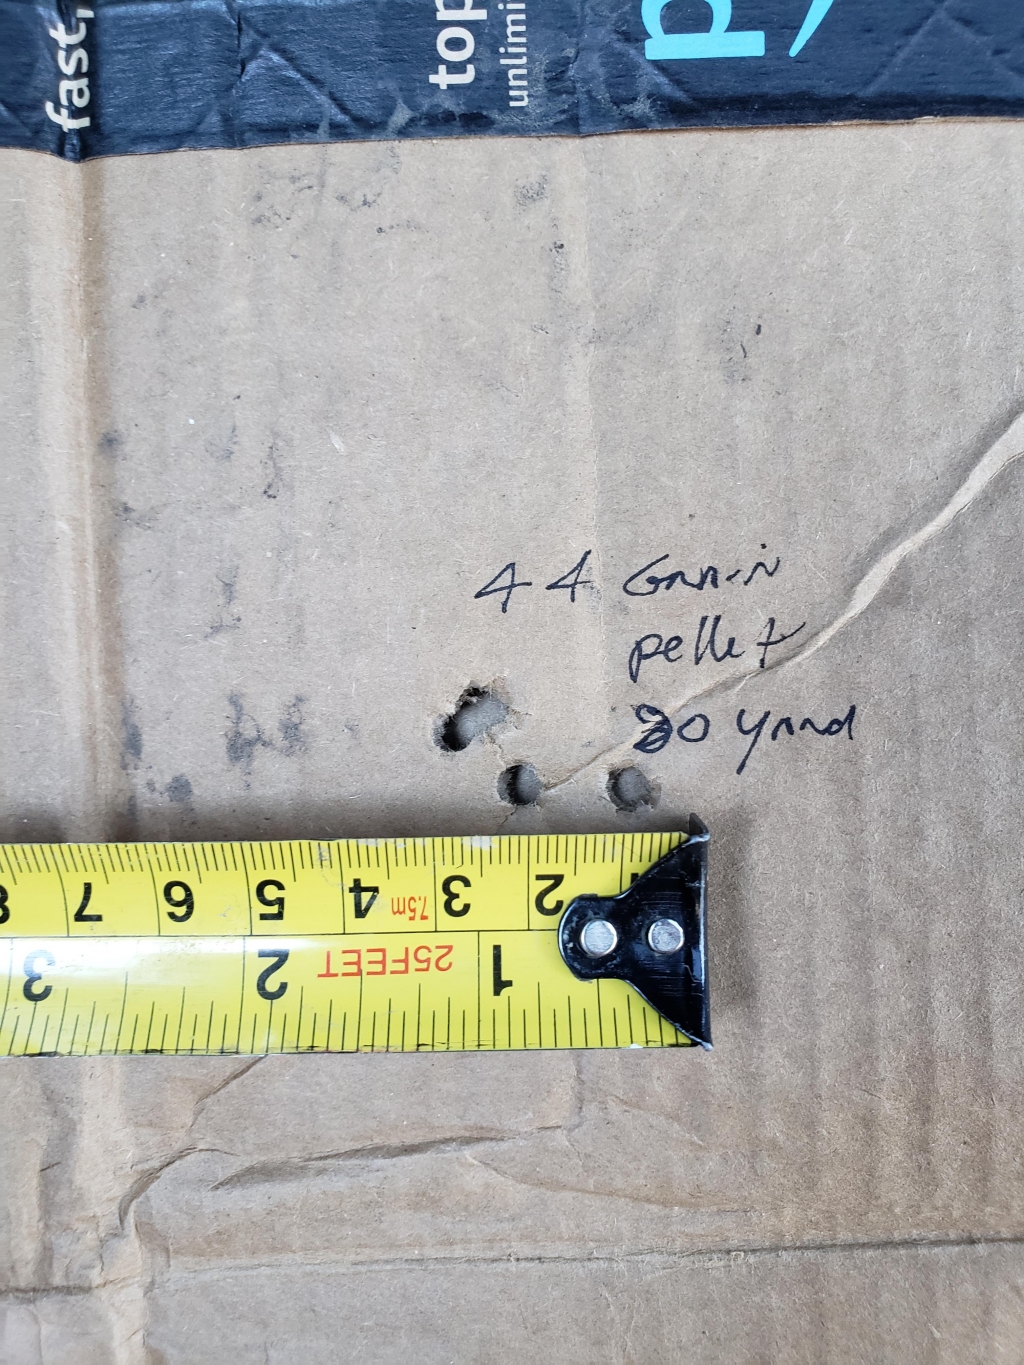 fast,
top
unlimi
p
44 Grain
pellet
80 yard
1 2 3 4 7.5m 5 6 7 8
1 25FEET 2 3